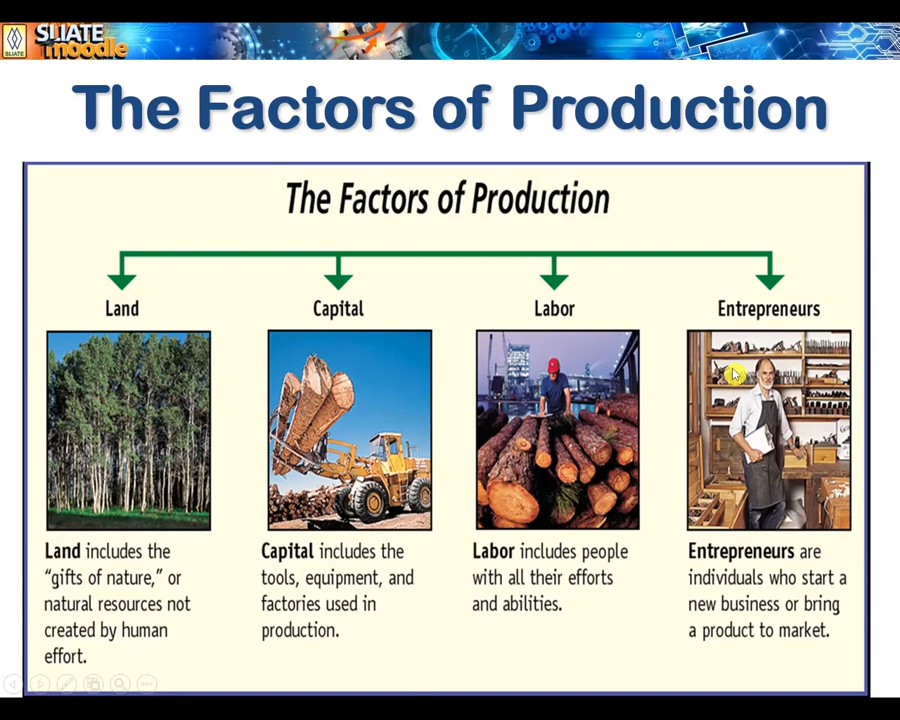 SLIATE
SLIATE
moodle
The Factors of Production
The Factors of Production
Land
Capital
Labor
Entrepreneurs
Land includes the
“gifts of nature,” or
natural resources not
created by human
effort.
Capital includes the
tools, equipment, and
factories used in
production.
Labor includes people
with all their efforts
and abilities.
Entrepreneurs are
individuals who start a
new business or bring
a product to market.